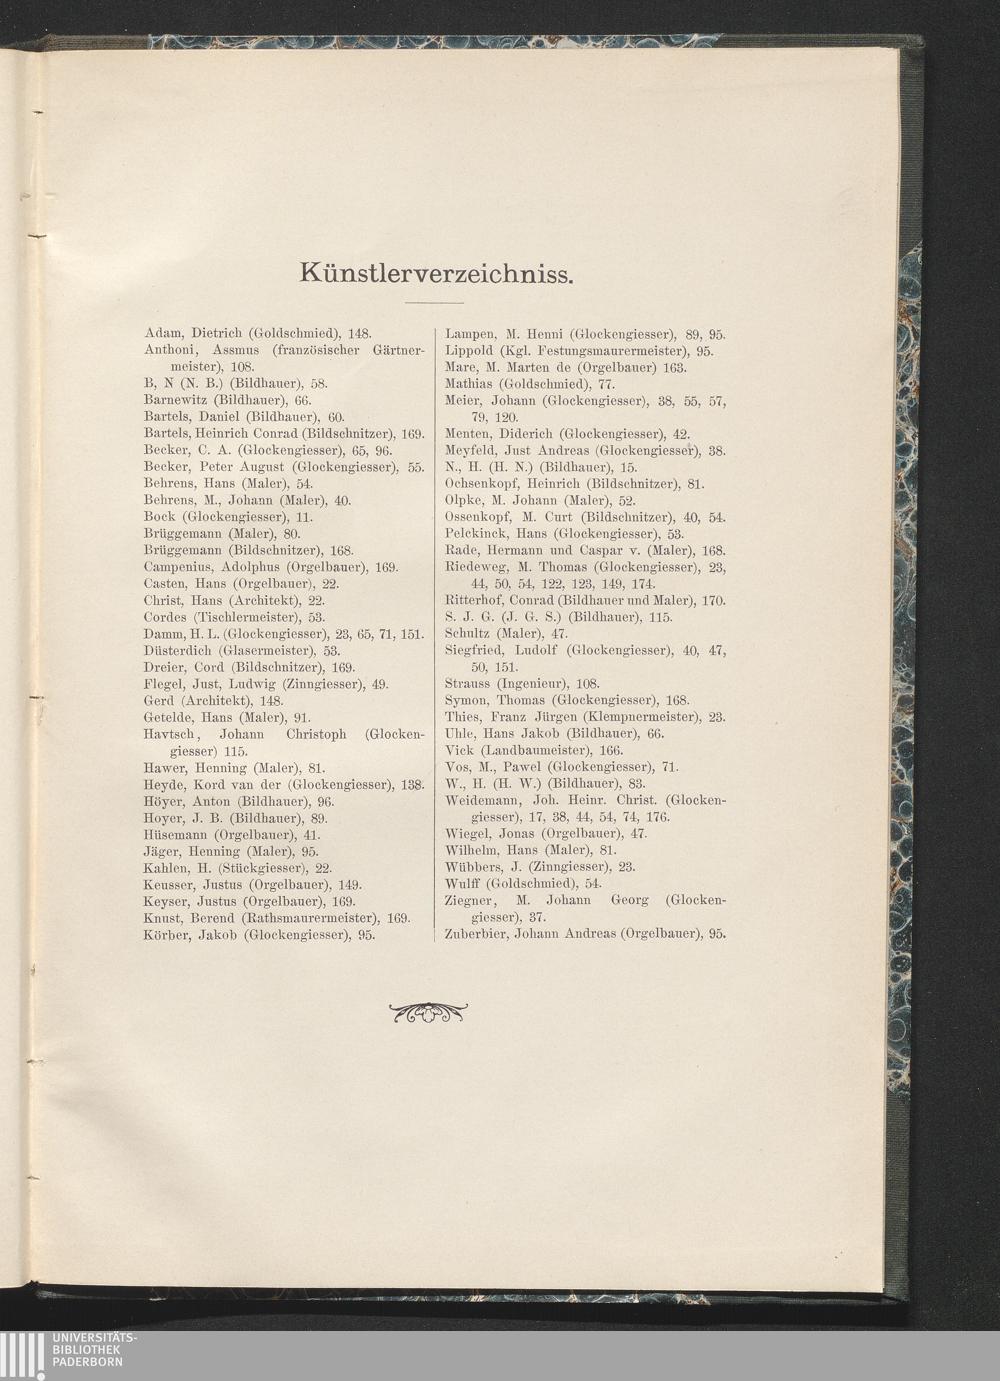 Künstlerverzeichniss.
Adam, Dietrich (Goldschmied), 148.
Anthoni, Assmus (französischer Gärtner-
meister), 108.
B, N (N. B.) (Bildhauer), 58.
Barnewitz (Bildhauer), 66.
Bartels, Daniel (Bildhauer), 60.
Bartels, Heinrich Conrad (Bildschnitzer), 169.
Becker, C. A. (Glockengiesser), 65, 96.
Becker, Peter August (Glockengiesser), 55.
Behrens, Hans (Maler), 54.
Behrens, M., Johann (Maler), 40.
Bock (Glockengiesser), 11.
Brüggemann (Maler), 80.
Brüggemann (Bildschnitzer), 168.
Campenius, Adolphus (Orgelbauer), 169.
Casten, Hans (Orgelbauer), 22.
Christ, Hans (Architekt), 22.
Cordes (Tischlermeister), 53.
Damm, H. L. (Glockengiesser), 23, 65, 71, 151.
Düsterdich (Glasermeister), 53.
Dreier, Cord (Bildschnitzer), 169.
Flegel, Just, Ludwig (Zinngiesser), 49.
Gerd (Architekt), 148.
Getelde, Hans (Maler), 91.
Havtsch, Johann Christoph (Glocken-
giesser) 115.
Hawer, Henning (Maler), 81.
Heyde, Kord van der (Glockengiesser), 138.
Höyer, Anton (Bildhauer), 96.
Hoyer, J. B. (Bildhauer), 89.
Hüsemann (Orgelbauer), 41.
Jäger, Henning (Maler), 95.
Kahlen, H. (Stückgiesser), 22.
Keusser, Justus (Orgelbauer), 149.
Keyser, Justus (Orgelbauer), 169.
Knust, Berend (Rathsmaurermeister), 169.
Körber, Jakob (Glockengiesser), 95.
Lampen, M. Henni (Glockengiesser), 89, 95.
Lippold (Kgl. Festungsmaurermeister), 95.
Mare, M. Marten de (Orgelbauer) 163.
Mathias (Goldschmied), 77.
Meier, Johann (Glockengiesser), 38, 55, 57,
79, 120.
Menten, Diderich (Glockengiesser), 42.
Meyfeld, Just Andreas (Glockengiesser), 38.
N., H. (H. N.) (Bildhauer), 15.
Ochsenkopf, Heinrich (Bildschnitzer), 81.
Olpke, M. Johann (Maler), 52.
Ossenkopf, M. Curt (Bildschnitzer), 40, 54.
Pelckinck, Hans (Glockengiesser), 53.
Rade, Hermann und Caspar v. (Maler), 168.
Riedeweg, M. Thomas (Glockengiesser), 23,
44, 50, 54, 122, 123, 149, 174.
Ritterhof, Conrad (Bildhauer und Maler), 170.
S. J. G. (J. G. S.) (Bildhauer), 115.
Schultz (Maler), 47.
Siegfried, Ludolf (Glockengiesser), 40, 47,
50, 151.
Strauss (Ingenieur), 108.
Symon, Thomas (Glockengiesser), 168.
Thies, Franz Jürgen (Klempnermeister), 23.
Uhle, Hans Jakob (Bildhauer), 66.
Vick (Landbaumeister), 166.
Vos, M., Pawel (Glockengiesser), 71.
W., H. (H. W.) (Bildhauer), 83.
Weidemann, Joh. Heinr. Christ. (Glocken-
giesser), 17, 38, 44, 54, 74, 176.
Wiegel, Jonas (Orgelbauer), 47.
Wilhelm, Hans (Maler), 81.
Wübbers, J. (Zinngiesser), 23.
Wulff (Goldschmied), 54.
Ziegner, M. Johann Georg (Glocken-
giesser), 37.
Zuberbier, Johann Andreas (Orgelbauer), 95.
UNIVERSITÄTS-
BIBLIOTHEK
PADERBORN